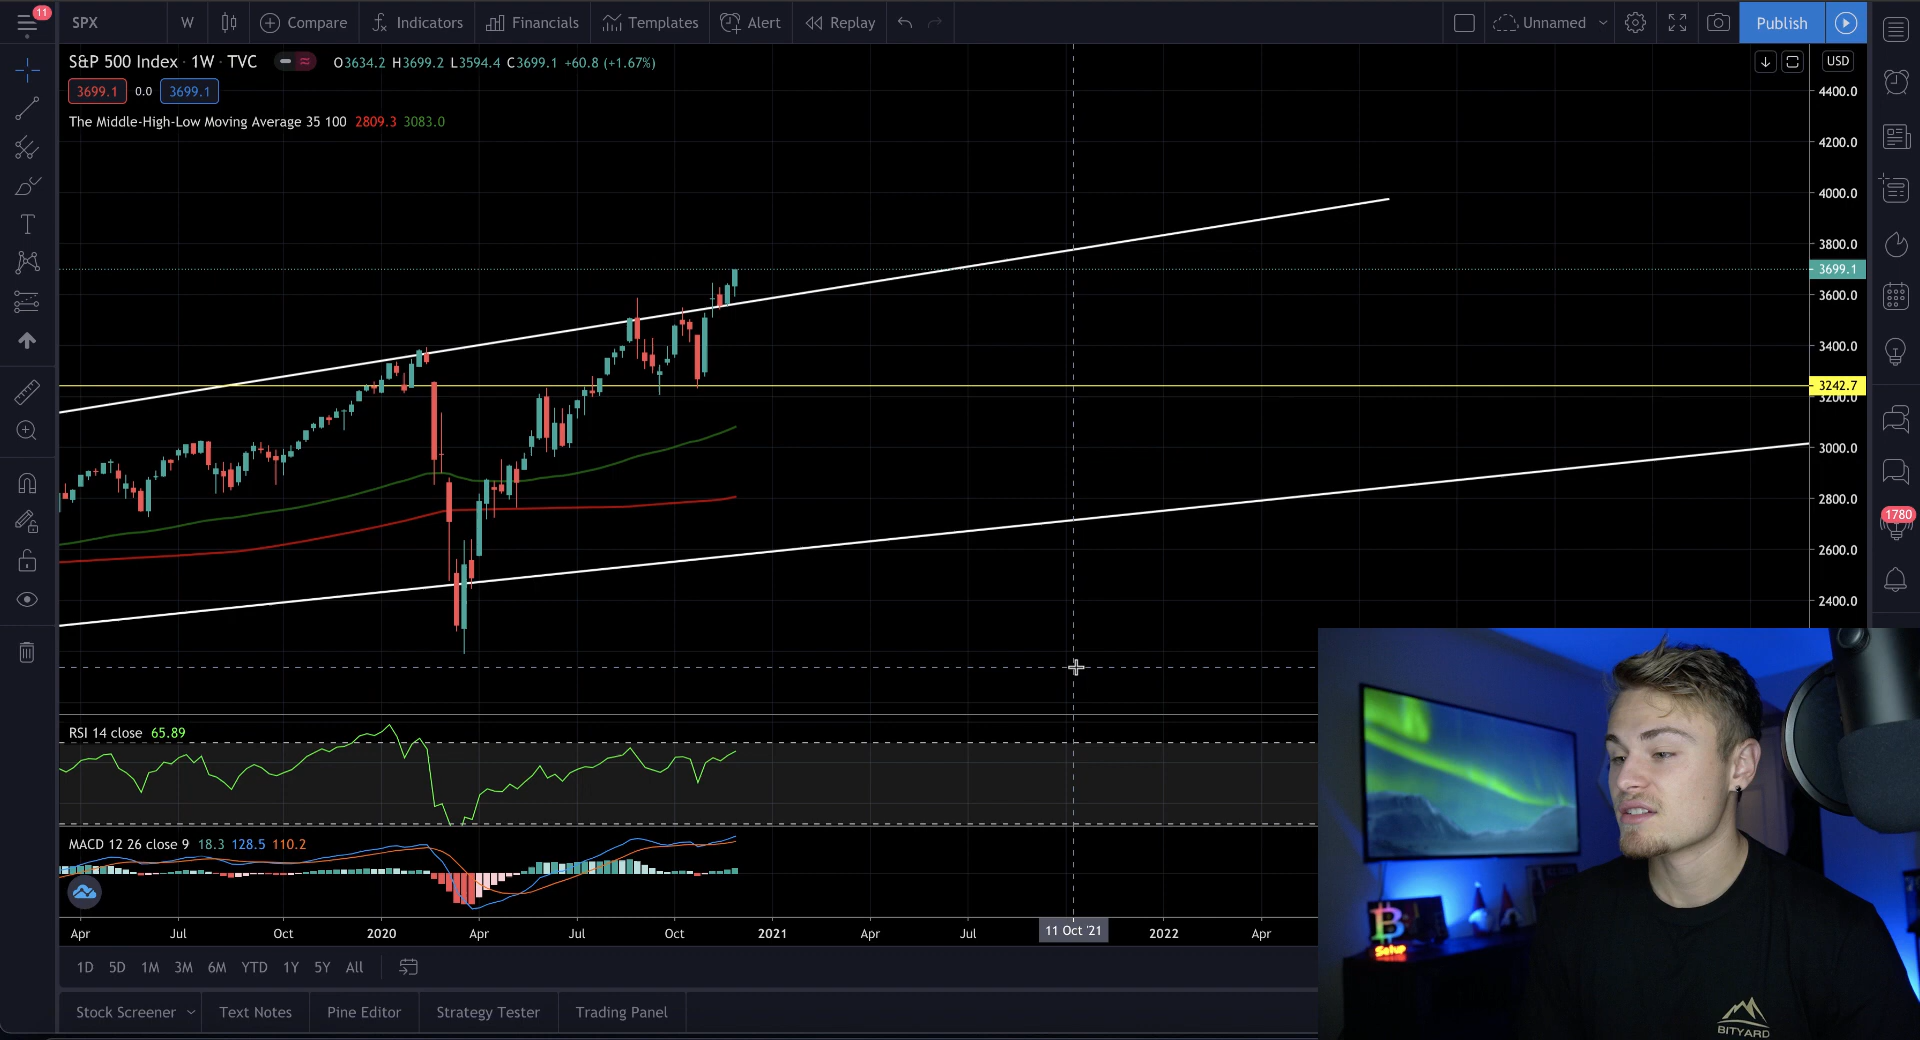 11
SPX
W
Compare
Indicators
Financials
Templates
Alert
Replay
Unnamed
Publish
S&P 500 Index · 1W · TVC
O3634.2 H3699.2 L3594.4 C3699.1 +60.8 (+1.67%)
USD
3699.1 0.0 3699.1
The Middle-High-Low Moving Average 35 100 2809.3 3083.0
4400.0
4200.0
4000.0
3800.0
3699.1
3600.0
3400.0
3242.7
3200.0
3000.0
2800.0
2600.0
2400.0
1780
RSI 14 close 65.89
MACD 12 26 close 9 18.3 128.5 110.2
Apr Jul Oct 2020 Apr Jul Oct 2021 Apr Jul 11 Oct '21 2022 Apr
1D 5D 1M 3M 6M YTD 1Y 5Y All
Stock Screener
Text Notes
Pine Editor
Strategy Tester
Trading Panel
B
Setup
BITYARD